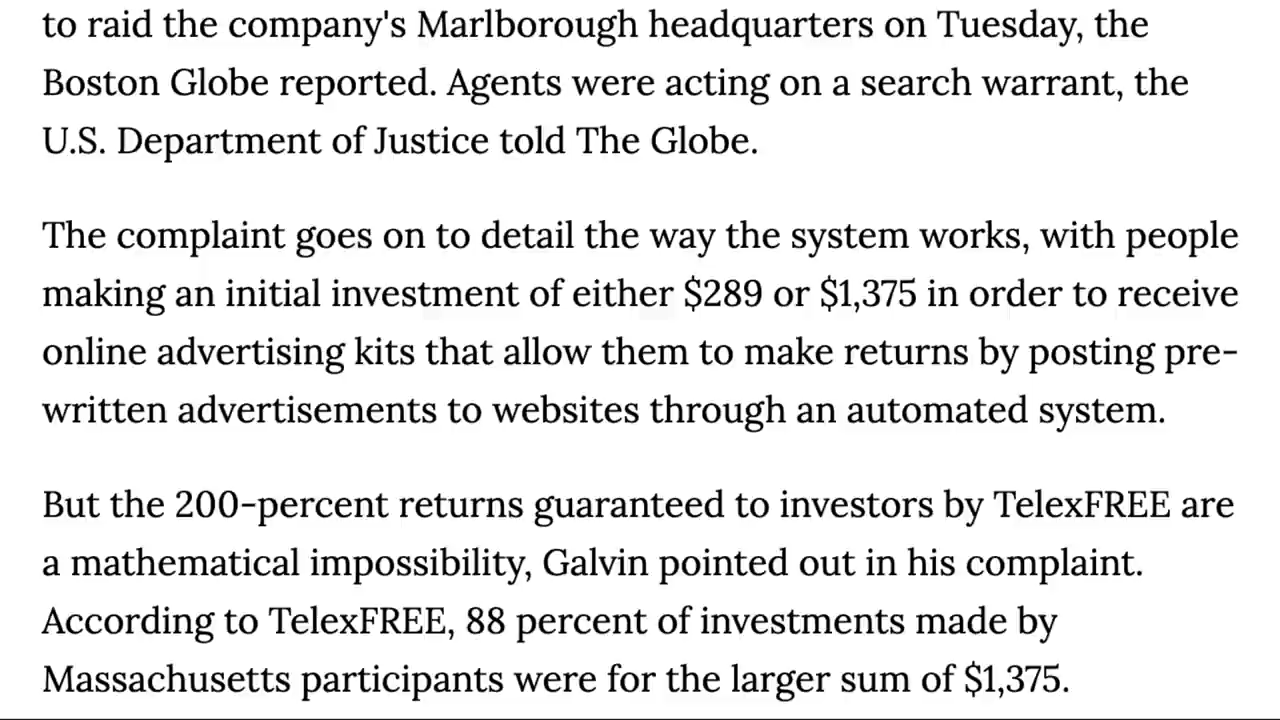 to raid the company's Marlborough headquarters on Tuesday, the
Boston Globe reported. Agents were acting on a search warrant, the
U.S. Department of Justice told The Globe.
The complaint goes on to detail the way the system works, with people
making an initial investment of either $289 or $1,375 in order to receive
online advertising kits that allow them to make returns by posting pre-
written advertisements to websites through an automated system.
But the 200-percent returns guaranteed to investors by TelexFREE are
a mathematical impossibility, Galvin pointed out in his complaint.
According to TelexFREE, 88 percent of investments made by
Massachusetts participants were for the larger sum of $1,375.